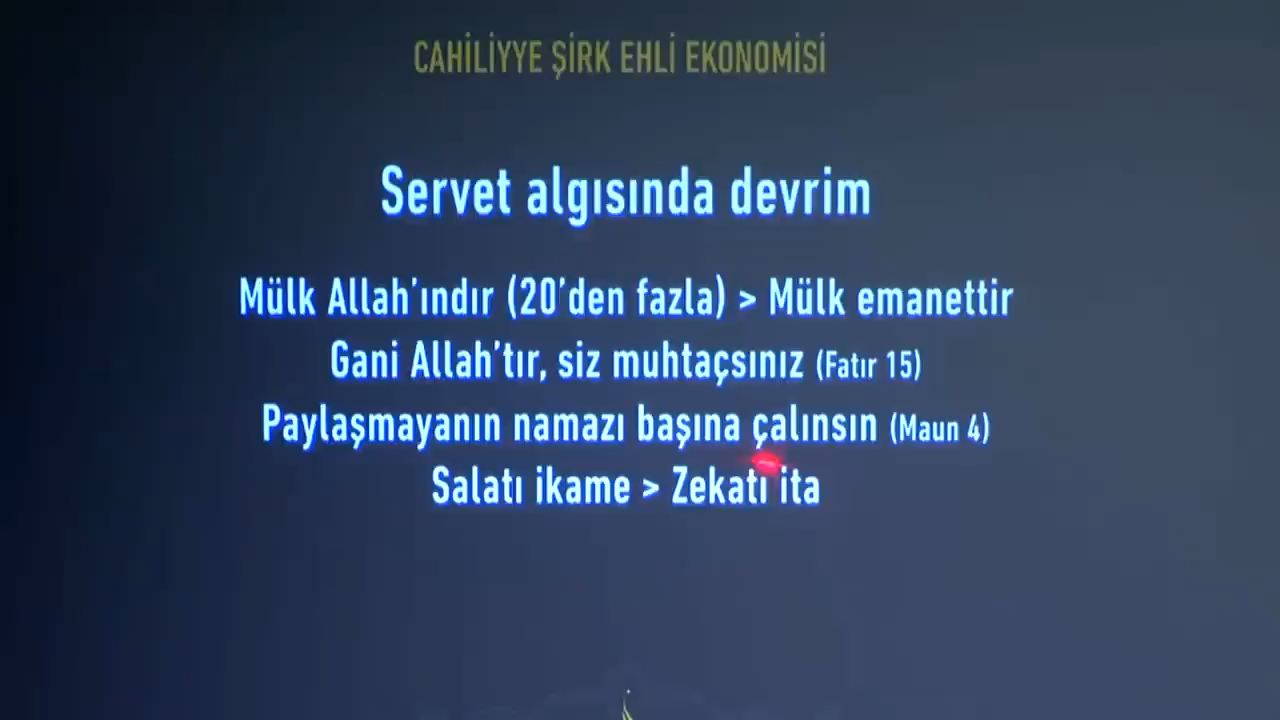 CAHİLİYYE ŞİRK EHLİ EKONOMİSİ
Servet algısında devrim
Mülk Allah'ındır (20'den fazla) > Mülk emanettir
Gani Allah'tır, siz muhtaçsınız (Fatır 15)
Paylaşmayanın namazı başına çalınsın (Maun 4)
Salatı ikame > Zekatı ita